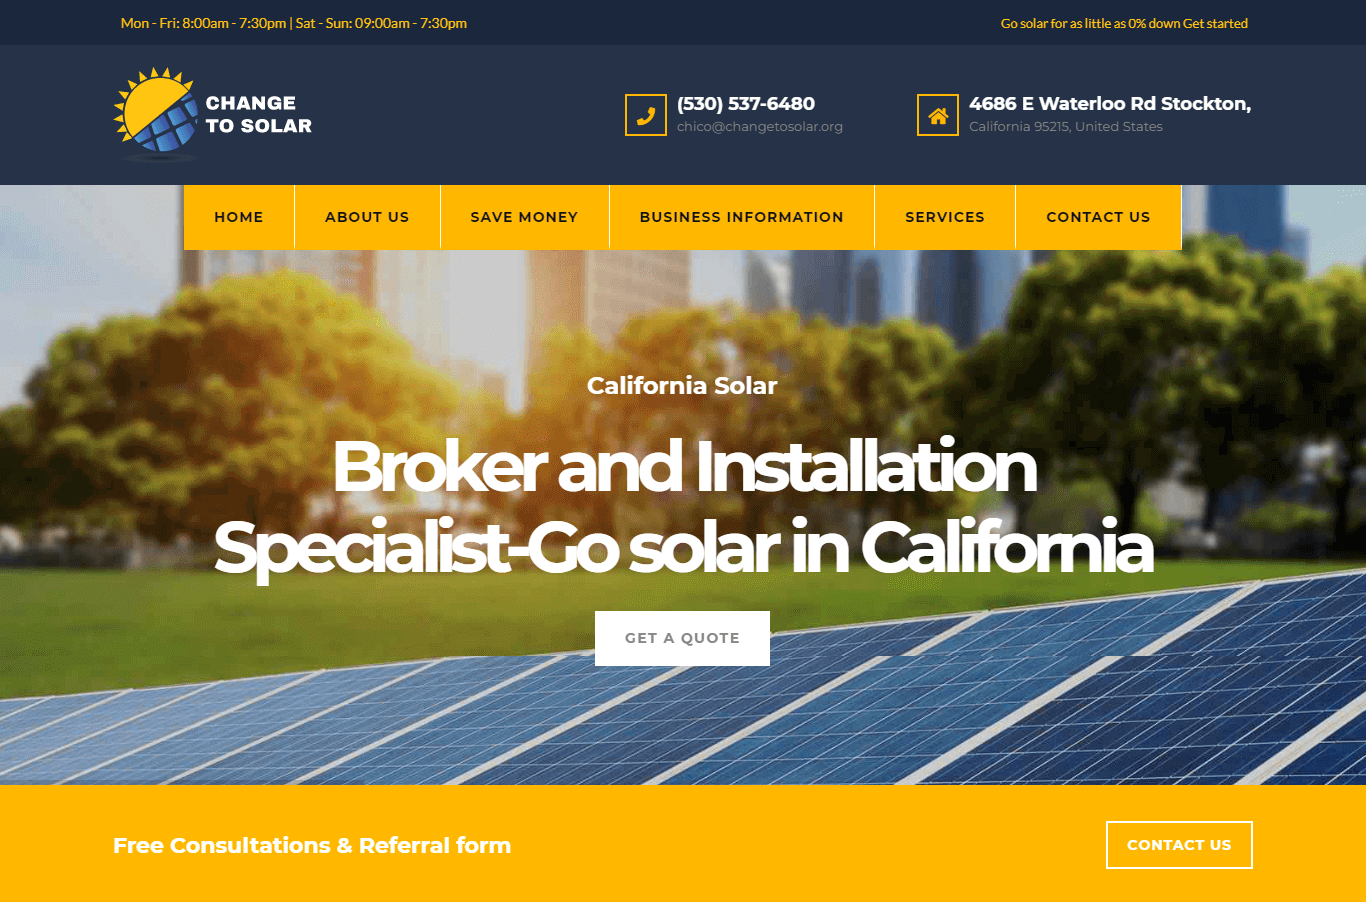 Mon - Fri: 8:00am - 7:30pm | Sat - Sun: 09:00am - 7:30pm
Go solar for as little as 0% down Get started
CHANGE
TO SOLAR
(530) 537-6480
chico@changetosolar.org
4686 E Waterloo Rd Stockton,
California 95215, United States
HOME
ABOUT US
SAVE MONEY
BUSINESS INFORMATION
SERVICES
CONTACT US
California Solar
Broker and Installation
Specialist-Go solar in California
GET A QUOTE
Free Consultations & Referral form
CONTACT US